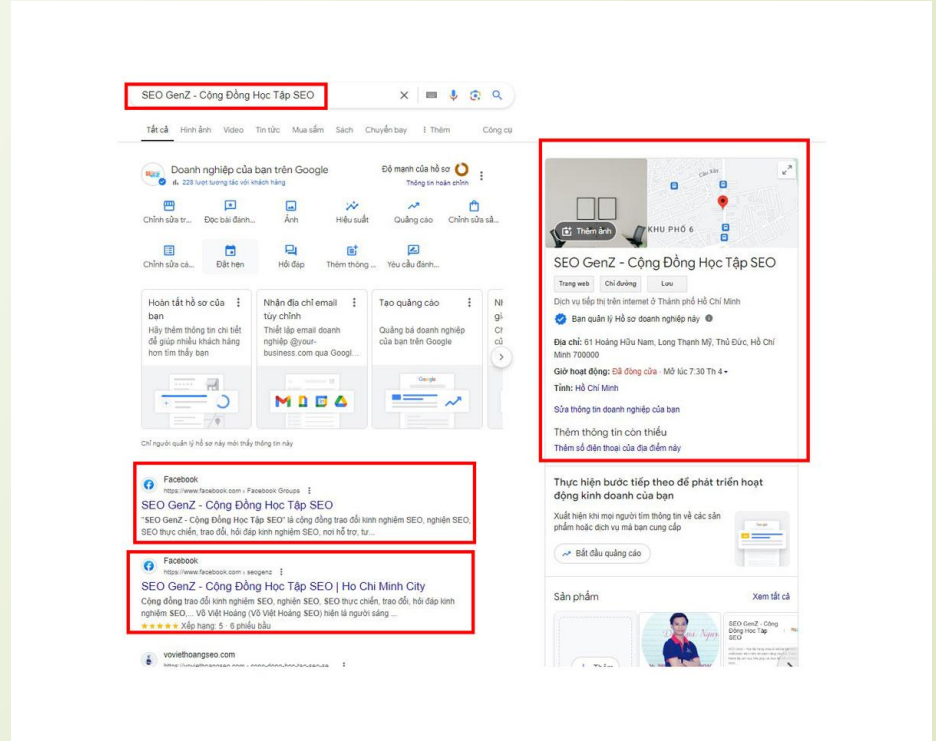 SEO GenZ - Cộng Đồng Học Tập SEO
Tất cả Hình ảnh Video Tin tức Mua sắm Sách Chuyến bay Thêm Công cụ
Doanh nghiệp của bạn trên Google
228 lượt tương tác với khách hàng
Độ mạnh của hồ sơ
Thông tin hoàn chỉnh
Chỉnh sửa tr... Đọc bài đánh... Ảnh Hiệu suất Quảng cáo Chỉnh sửa sả...
Chỉnh sửa cá... Đặt hẹn Hỏi đáp Thêm thông ... Yêu cầu đánh...
Hoàn tất hồ sơ của
bạn
Hãy thêm thông tin chi tiết
để giúp nhiều khách hàng
hơn tìm thấy bạn
Nhận địa chỉ email
tùy chỉnh
Thiết lập email doanh
nghiệp @your-
business.com qua Googl...
Tạo quảng cáo
Quảng bá doanh nghiệp
của bạn trên Google
Google
Chỉ người quản lý hồ sơ này mới thấy thông tin này
Facebook
https://www.facebook.com › Facebook Groups
SEO GenZ - Cộng Đồng Học Tập SEO
"SEO GenZ - Cộng Đồng Học Tập SEO" là cộng đồng trao đổi kinh nghiệm SEO, nghiện SEO,
SEO thực chiến, trao đổi, hỏi đáp kinh nghiệm SEO, nơi hỗ trợ, tư...
Facebook
https://www.facebook.com › seogenz
SEO GenZ - Cộng Đồng Học Tập SEO | Ho Chi Minh City
Cộng đồng trao đổi kinh nghiệm SEO, nghiện SEO, SEO thực chiến, trao đổi, hỏi đáp kinh
nghiệm SEO,... Võ Việt Hoàng (Võ Việt Hoàng SEO) hiện là người sáng ...
Xếp hạng: 5 · 6 phiếu bầu
voviethoangseo.com
Thêm ảnh
Cầu Xây
KHU PHỐ 6
SEO GenZ - Cộng Đồng Học Tập SEO
Trang web Chỉ đường Lưu
Dịch vụ tiếp thị trên internet ở Thành phố Hồ Chí Minh
Bạn quản lý Hồ sơ doanh nghiệp này
Địa chỉ: 61 Hoàng Hữu Nam, Long Thạnh Mỹ, Thủ Đức, Hồ Chí
Minh 700000
Giờ hoạt động: Đã đóng cửa · Mở lúc 7:30 Th 4
Tỉnh: Hồ Chí Minh
Sửa thông tin doanh nghiệp của bạn
Thêm thông tin còn thiếu
Thêm số điện thoại của địa điểm này
Thực hiện bước tiếp theo để phát triển hoạt
động kinh doanh của bạn
Xuất hiện khi mọi người tìm thông tin về các sản
phẩm hoặc dịch vụ mà bạn cung cấp
Bắt đầu quảng cáo
Sản phẩm
Xem tất cả
Thêm
SEO GenZ - Cộng
Đồng Học Tập
SEO